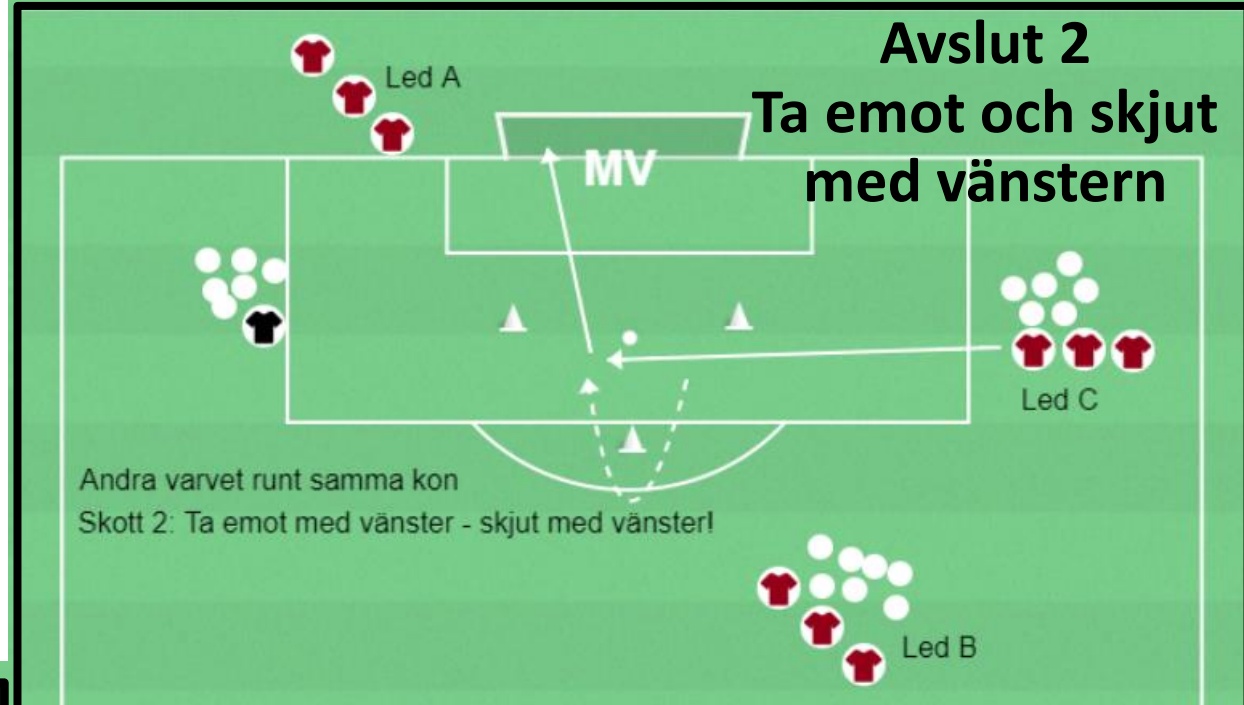 Avslut 2
Ta emot och skjut
med vänstern
Led A
MV
Led C
Andra varvet runt samma kon
Skott 2: Ta emot med vänster - skjut med vänster!
Led B